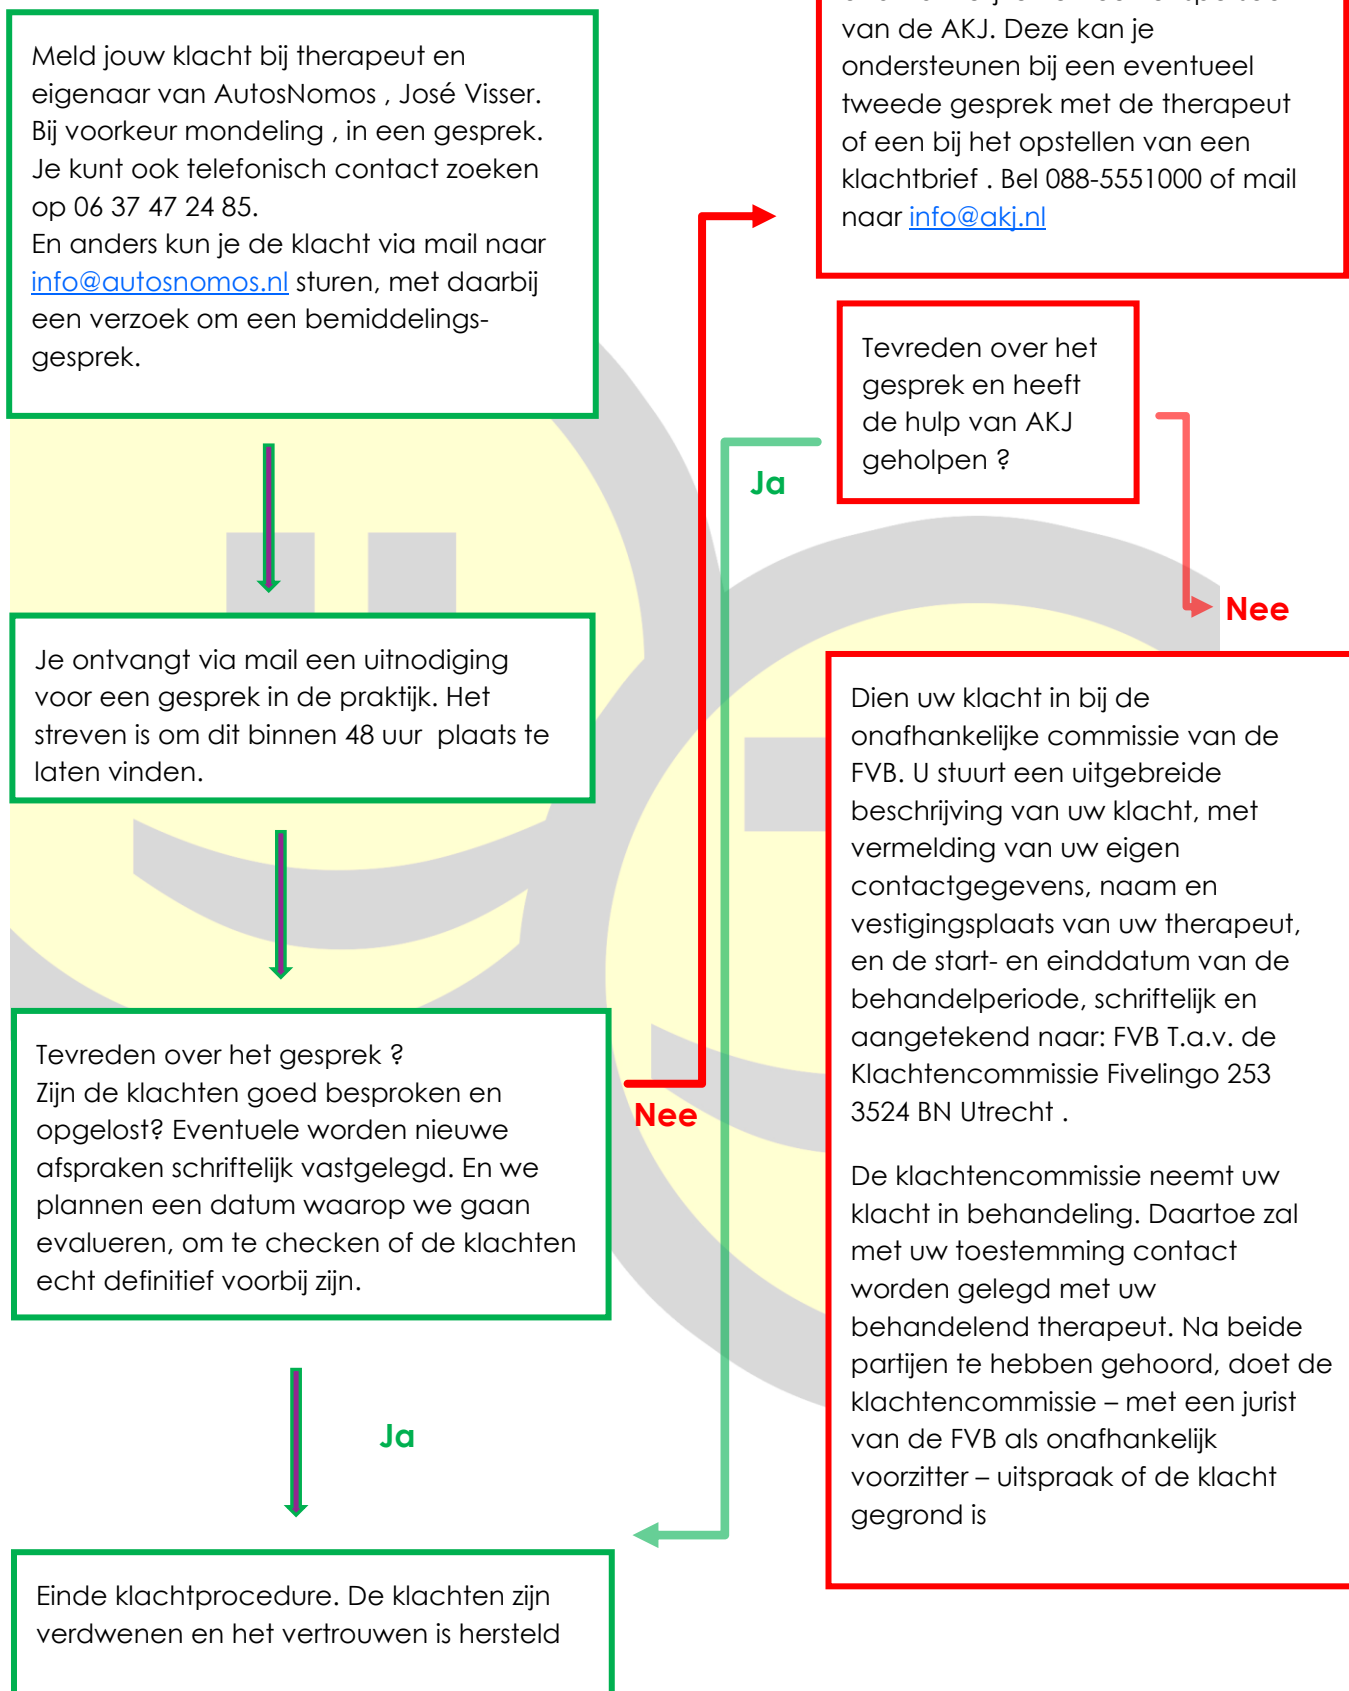 Meld jouw klacht bij therapeut en
eigenaar van AutosNomos , José Visser.
Bij voorkeur mondeling , in een gesprek.
Je kunt ook telefonisch contact zoeken
op 06 37 47 24 85.
En anders kun je de klacht via mail naar
info@autosnomos.nl sturen, met daarbij
een verzoek om een bemiddelings-
gesprek.
Je ontvangt via mail een uitnodiging
voor een gesprek in de praktijk. Het
streven is om dit binnen 48 uur  plaats te
laten vinden.
Tevreden over het gesprek ?
Zijn de klachten goed besproken en
opgelost? Eventuele worden nieuwe
afspraken schriftelijk vastgelegd. En we
plannen een datum waarop we gaan
evalueren, om te checken of de klachten
echt definitief voorbij zijn.
Nee
Ja
Einde klachtprocedure. De klachten zijn
verdwenen en het vertrouwen is hersteld
van de AKJ. Deze kan je
ondersteunen bij een eventueel
tweede gesprek met de therapeut
of een bij het opstellen van een
klachtbrief . Bel 088-5551000 of mail
naar info@akj.nl
Tevreden over het
gesprek en heeft
de hulp van AKJ
geholpen ?
Ja
Nee
Dien uw klacht in bij de
onafhankelijke commissie van de
FVB. U stuurt een uitgebreide
beschrijving van uw klacht, met
vermelding van uw eigen
contactgegevens, naam en
vestigingsplaats van uw therapeut,
en de start- en einddatum van de
behandelperiode, schriftelijk en
aangetekend naar: FVB T.a.v. de
Klachtencommissie Fivelingo 253
3524 BN Utrecht .
De klachtencommissie neemt uw
klacht in behandeling. Daartoe zal
met uw toestemming contact
worden gelegd met uw
behandelend therapeut. Na beide
partijen te hebben gehoord, doet de
klachtencommissie – met een jurist
van de FVB als onafhankelijk
voorzitter – uitspraak of de klacht
gegrond is